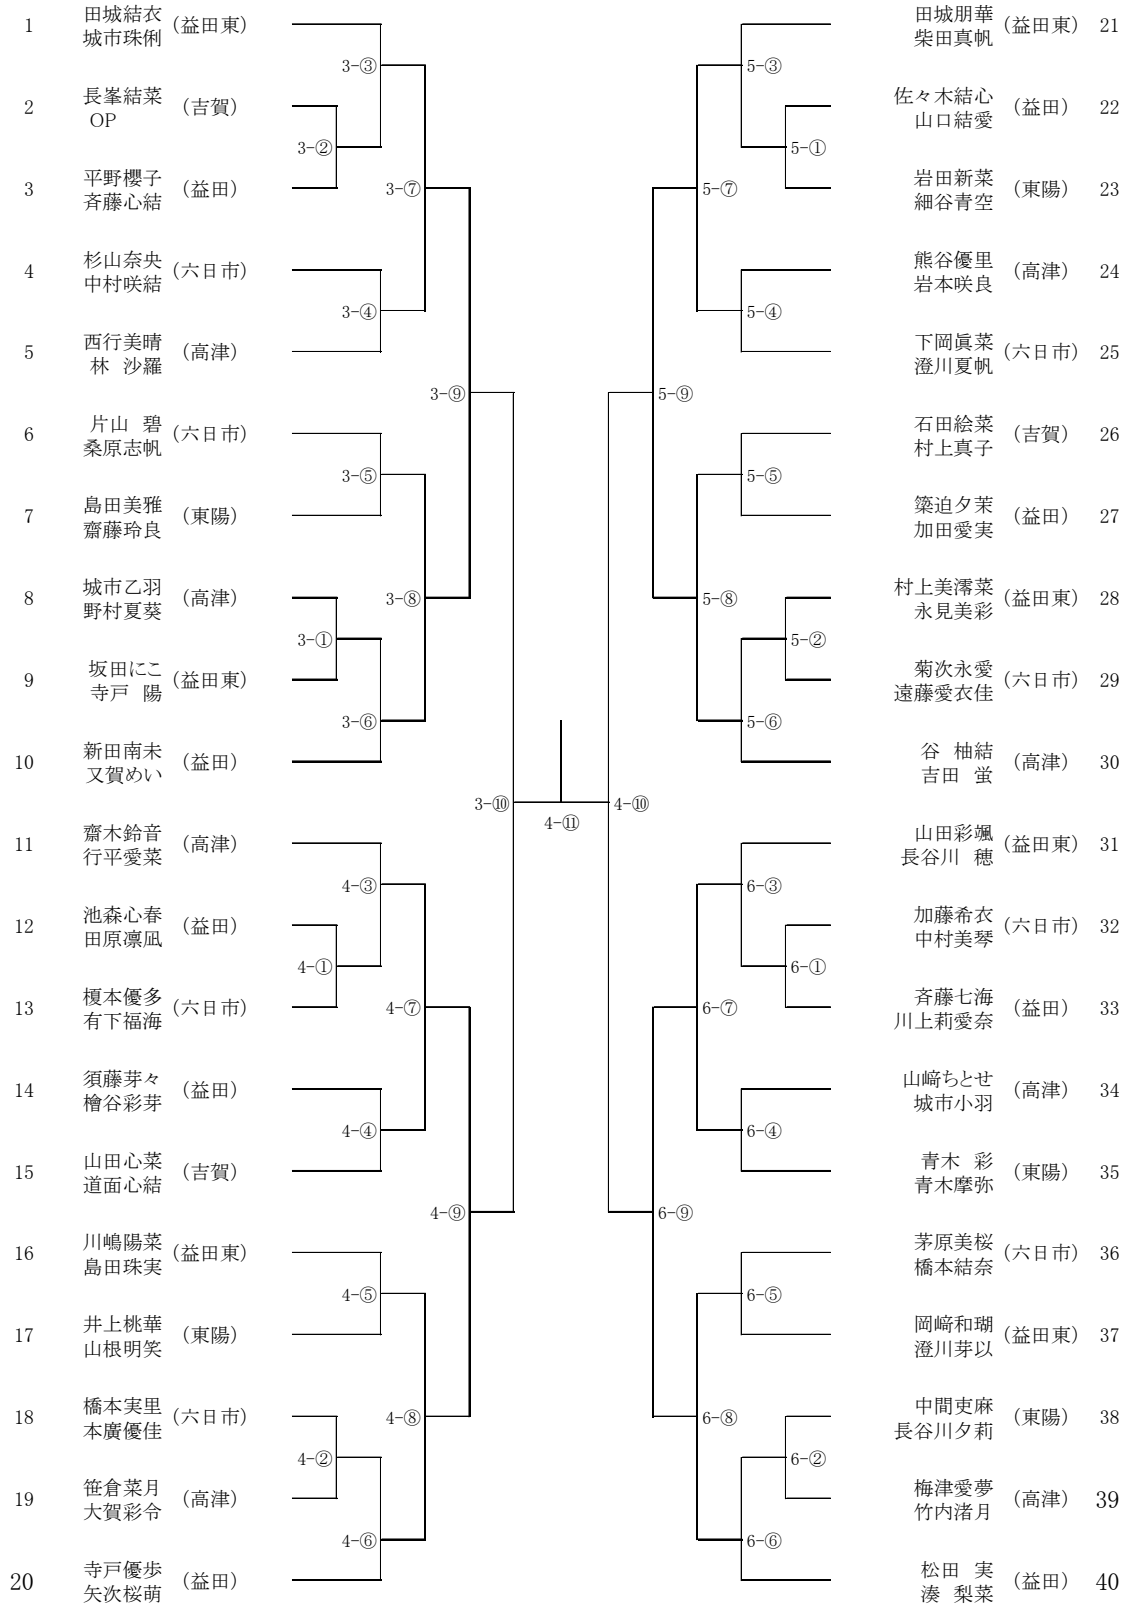 1 田城結衣 (益田東)
城市珠俐
2 長峯結菜 (吉賀)
OP
3 平野櫻子 (益田)
斉藤心結
4 杉山奈央 (六日市)
中村咲結
5 西行美晴 (高津)
林 沙羅
6 片山 碧 (六日市)
桑原志帆
7 島田美雅 (東陽)
齋藤玲良
8 城市乙羽 (高津)
野村夏葵
9 坂田にこ (益田東)
寺戸 陽
10 新田南未 (益田)
又賀めい
11 齋木鈴音 (高津)
行平愛菜
12 池森心春 (益田)
田原凛凪
13 榎本優多 (六日市)
有下福海
14 須藤芽々 (益田)
檜谷彩芽
15 山田心菜 (吉賀)
道面心結
16 川嶋陽菜 (益田東)
島田珠実
17 井上桃華 (東陽)
山根明笑
18 橋本実里 (六日市)
本廣優佳
19 笹倉菜月 (高津)
大賀彩令
20 寺戸優歩 (益田)
矢次桜萌
3-③
3-②
3-⑦
3-④
3-⑨
3-⑤
3-⑧
3-①
3-⑥
3-⑩
4-③
4-①
4-⑦
4-④
4-⑨
4-⑤
4-⑧
4-②
4-⑥
4-⑪
4-⑩
5-③
5-①
5-⑦
5-④
5-⑨
5-⑤
5-⑧
5-②
5-⑥
6-③
6-①
6-⑦
6-④
6-⑨
6-⑤
6-⑧
6-②
6-⑥
田城朋華 (益田東) 21
柴田真帆
佐々木結心 (益田) 22
山口結愛
岩田新菜 (東陽) 23
細谷青空
熊谷優里 (高津) 24
岩本咲良
下岡眞菜 (六日市) 25
澄川夏帆
石田絵菜 (吉賀) 26
村上真子
簗迫夕茉 (益田) 27
加田愛実
村上美澪菜 (益田東) 28
永見美彩
菊次永愛 (六日市) 29
遠藤愛衣佳
谷 柚結 (高津) 30
吉田 蛍
山田彩颯 (益田東) 31
長谷川 穂
加藤希衣 (六日市) 32
中村美琴
斉藤七海 (益田) 33
川上莉愛奈
山﨑ちとせ (高津) 34
城市小羽
青木 彩 (東陽) 35
青木摩弥
茅原美桜 (六日市) 36
橋本結奈
岡﨑和瑚 (益田東) 37
澄川芽以
中間吏麻 (東陽) 38
長谷川夕莉
梅津愛夢 (高津) 39
竹内渚月
松田 実 (益田) 40
湊 梨菜